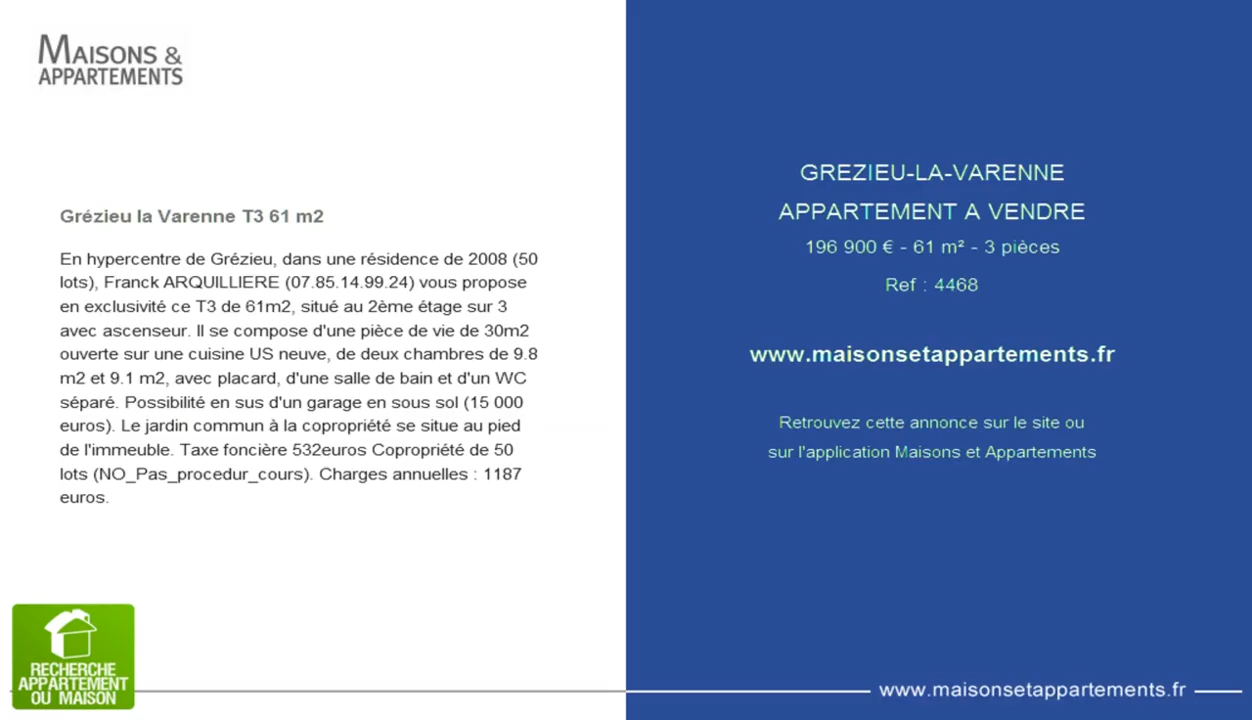 MAISONS &
APPARTEMENTS
Grézieu la Varenne T3 61 m2
En hypercentre de Grézieu, dans une résidence de 2008 (50
lots), Franck ARQUILLIERE (07.85.14.99.24) vous propose
en exclusivité ce T3 de 61m2, situé au 2ème étage sur 3
avec ascenseur. Il se compose d'une pièce de vie de 30m2
ouverte sur une cuisine US neuve, de deux chambres de 9.8
m2 et 9.1 m2, avec placard, d'une salle de bain et d'un WC
séparé. Possibilité en sus d'un garage en sous sol (15 000
euros). Le jardin commun à la copropriété se situe au pied
de l'immeuble. Taxe foncière 532euros Copropriété de 50
lots (NO_Pas_procedur_cours). Charges annuelles : 1187
euros.
RECHERCHE
APPARTEMENT
OU MAISON
GREZIEU-LA-VARENNE
APPARTEMENT A VENDRE
196 900 € - 61 m² - 3 pièces
Ref : 4468
www.maisonsetappartements.fr
Retrouvez cette annonce sur le site ou
sur l'application Maisons et Appartements
www.maisonsetappartements.fr